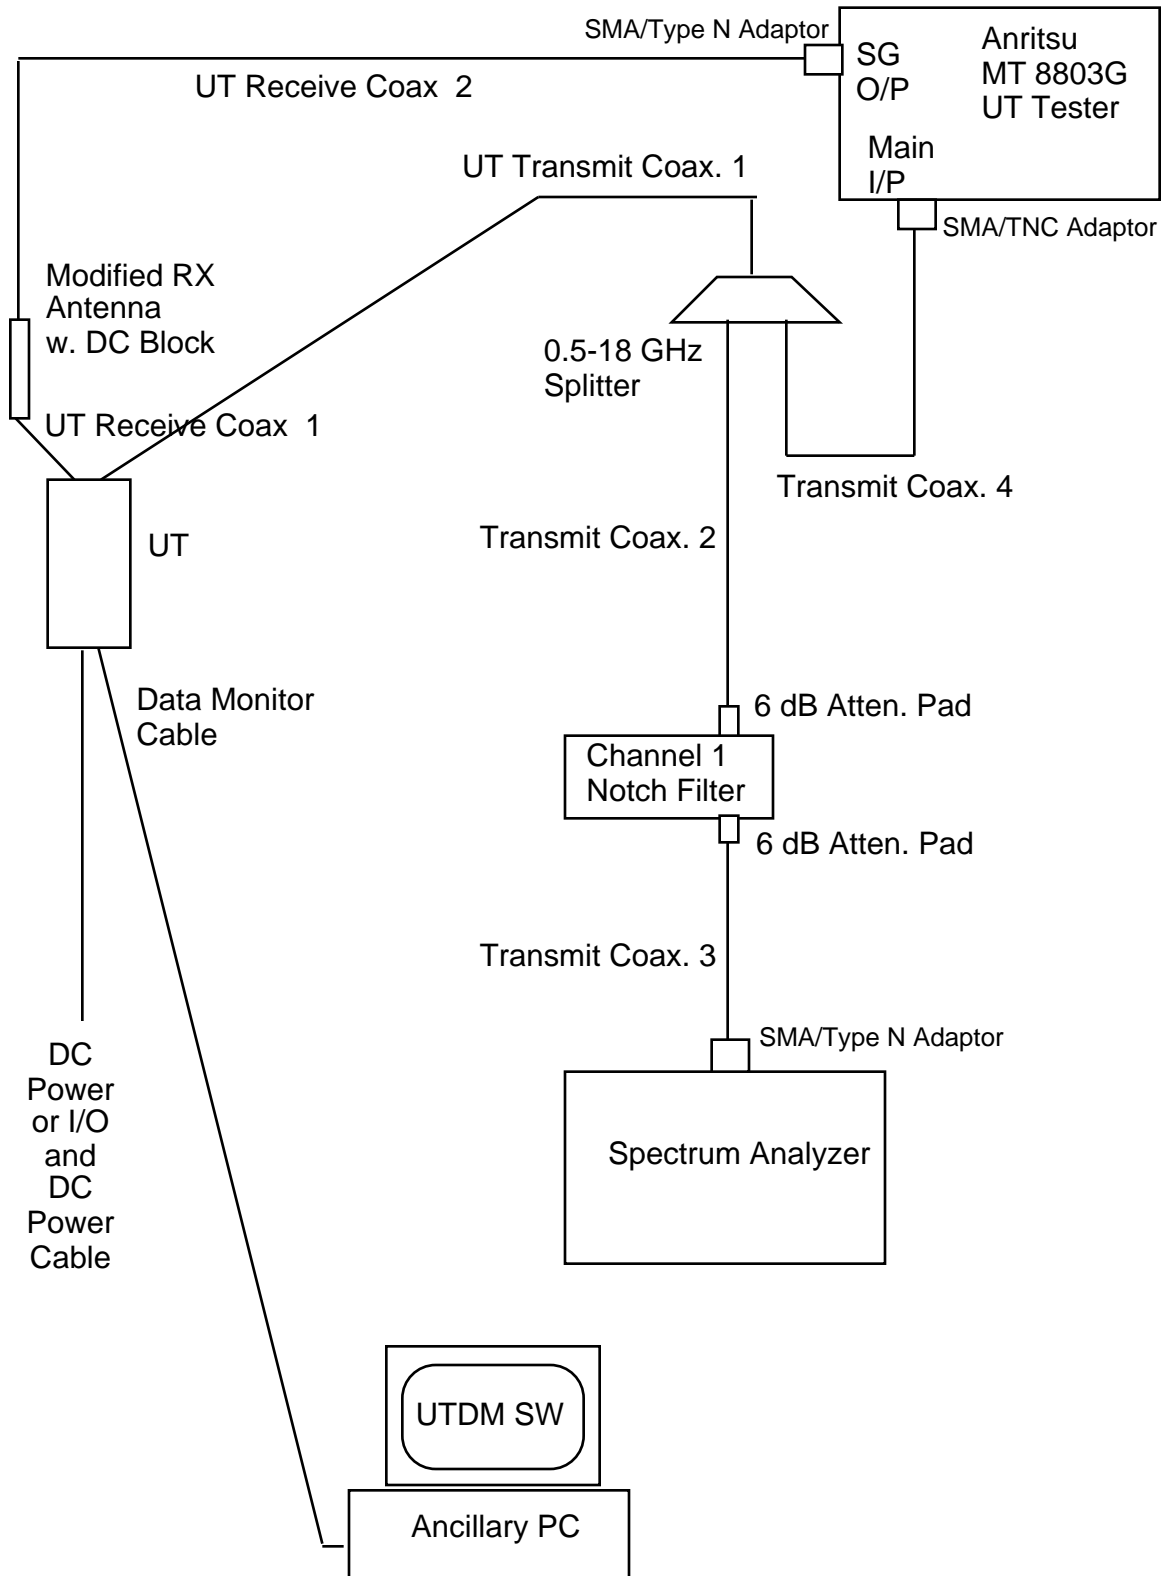 SMA/Type N Adaptor
SG
O/P
Anritsu
MT 8803G
UT Tester
Main
I/P
UT Receive Coax  2
UT Transmit Coax. 1
SMA/TNC Adaptor
Modified RX
Antenna
w. DC Block
0.5-18 GHz
Splitter
UT Receive Coax  1
Transmit Coax. 4
UT
Transmit Coax. 2
Data Monitor
Cable
6 dB Atten. Pad
Channel 1
Notch Filter
6 dB Atten. Pad
Transmit Coax. 3
SMA/Type N Adaptor
DC
Power
or I/O
and
DC
Power
Cable
Spectrum Analyzer
UTDM SW
Ancillary PC